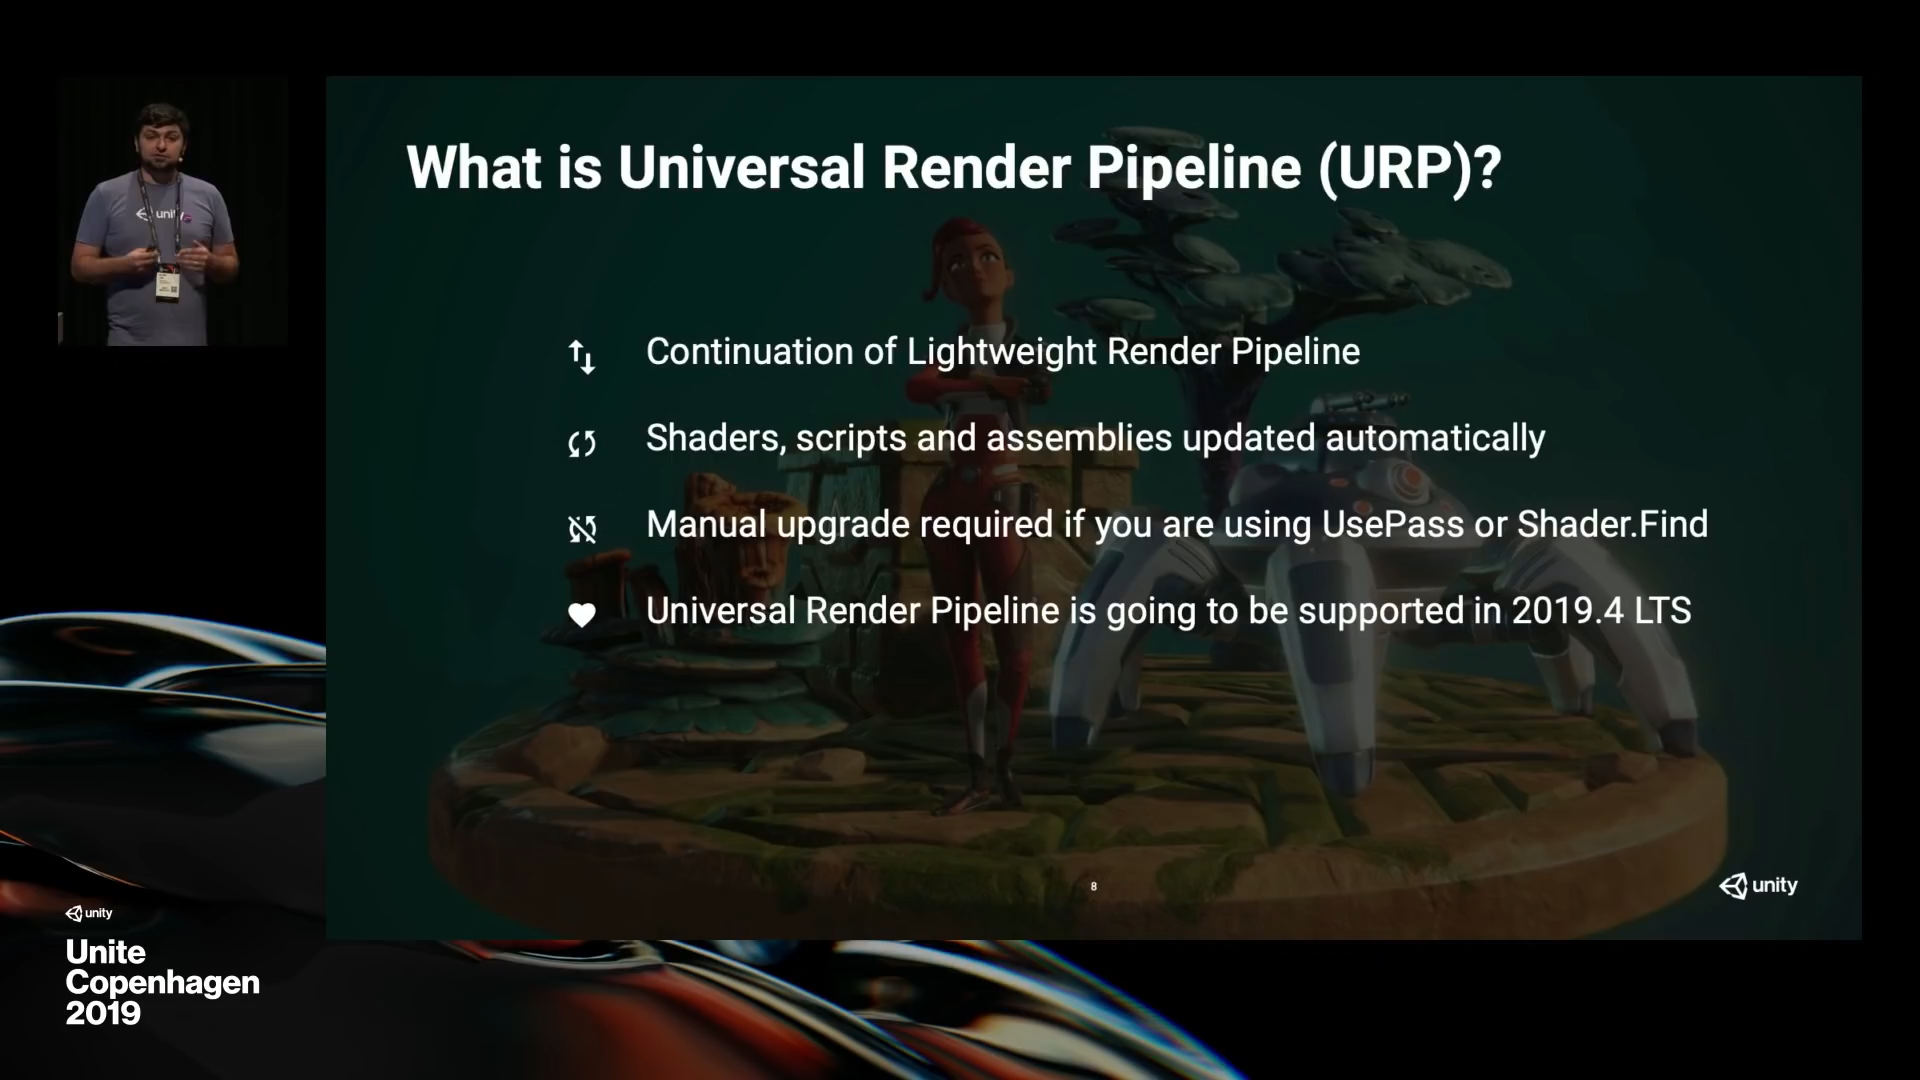 What is Universal Render Pipeline (URP)?
Continuation of Lightweight Render Pipeline
Shaders, scripts and assemblies updated automatically
Manual upgrade required if you are using UsePass or Shader.Find
Universal Render Pipeline is going to be supported in 2019.4 LTS
8
unity
unity
unity
Unite
Copenhagen
2019